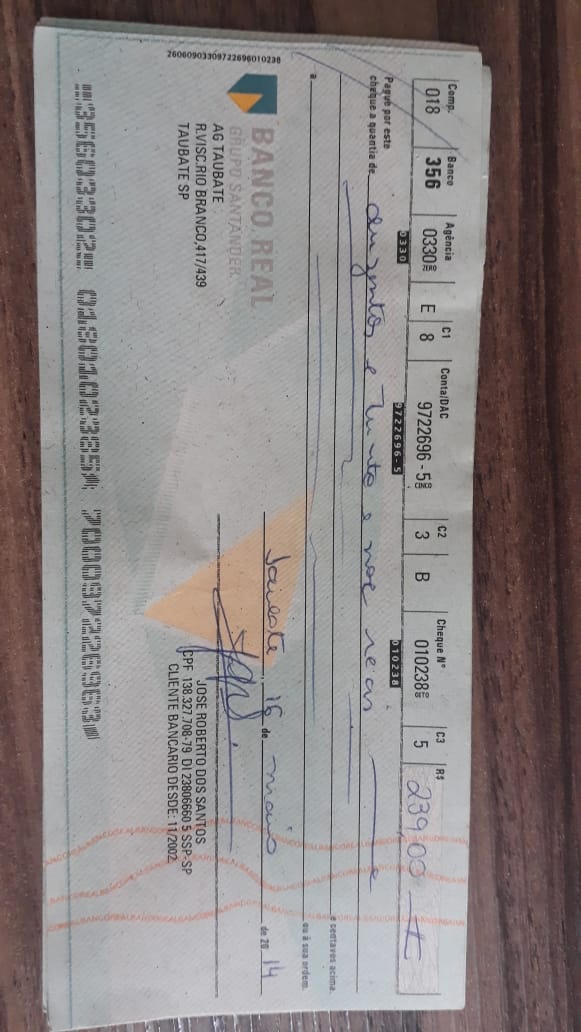 Comp. Banco Agência C1 Conta/DAC C2 Cheque Nº C3 R$
018 356 0330 E 8 9722696-5 3 B 010238 5 239,00
0330 9722696-5 010238
Pague por este
cheque a quantia de duzentos e trinta e nove reais
e centavos acima.
a ou à sua ordem.
16 de maio de 20 14
BANCO REAL
GRUPO SANTANDER
AG TAUBATE
R.VISC.RIO BRANCO,417/439
TAUBATE SP
JOSE ROBERTO DOS SANTOS
CPF 138.327.708-79 DI 23806660 5 SSP-SP
CLIENTE BANCARIO DESDE: 11/2002
35603302 0180102385 700097226963